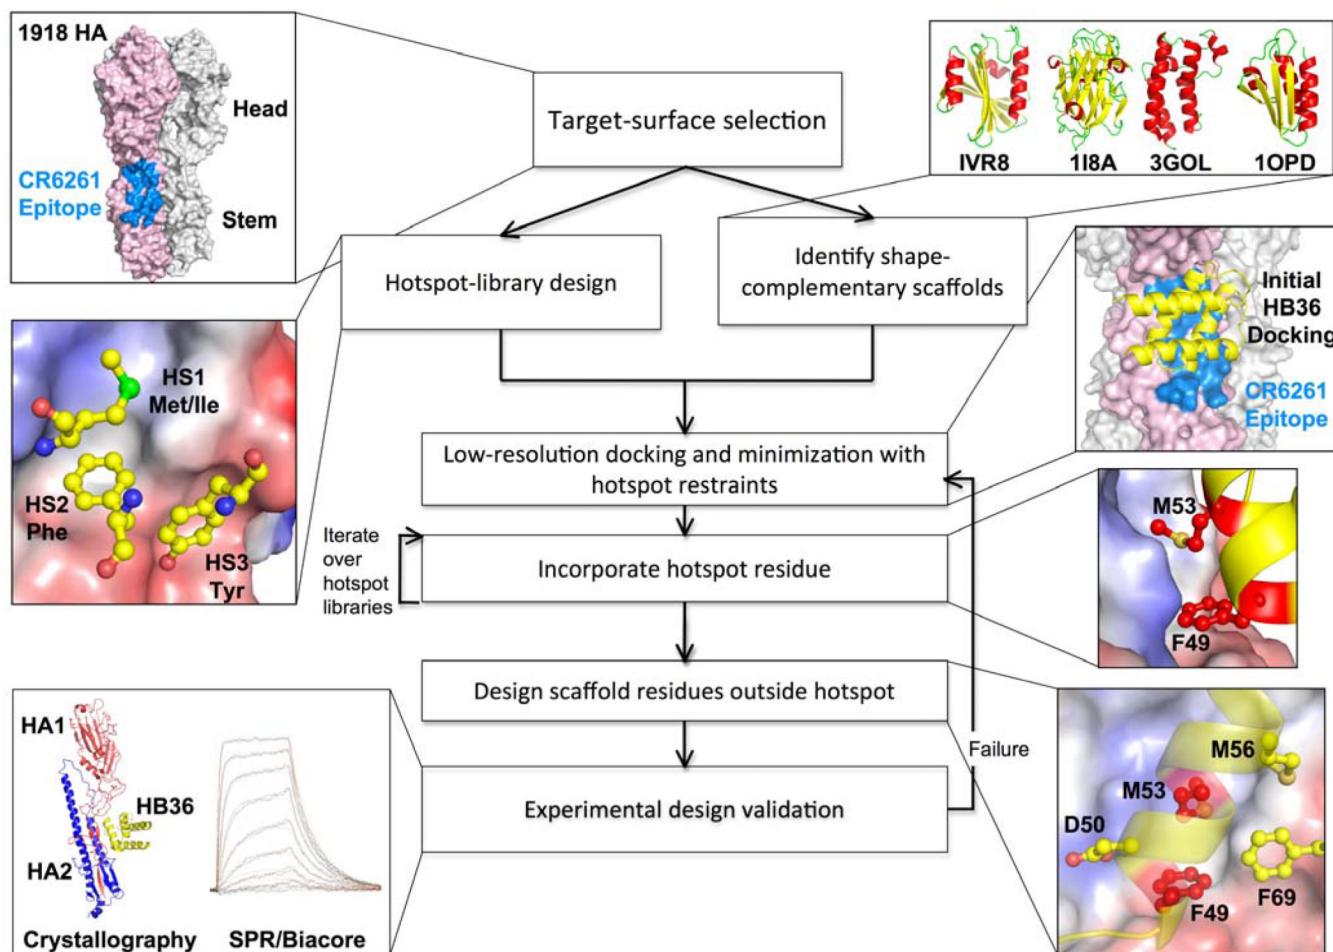 1918 HA
Head
CR6261
Epitope
Stem
Target-surface selection
IVR8
1I8A
3GOL
1OPD
Hotspot-library design
Identify shape-
complementary scaffolds
Initial
HB36
Docking
CR6261
Epitope
HS1
Met/Ile
HS2
Phe
HS3
Tyr
Low-resolution docking and minimization with
hotspot restraints
Iterate
over
hotspot
libraries
Incorporate hotspot residue
M53
F49
Design scaffold residues outside hotspot
Failure
Experimental design validation
HA1
HB36
HA2
Crystallography
SPR/Biacore
M56
M53
D50
F49
F69